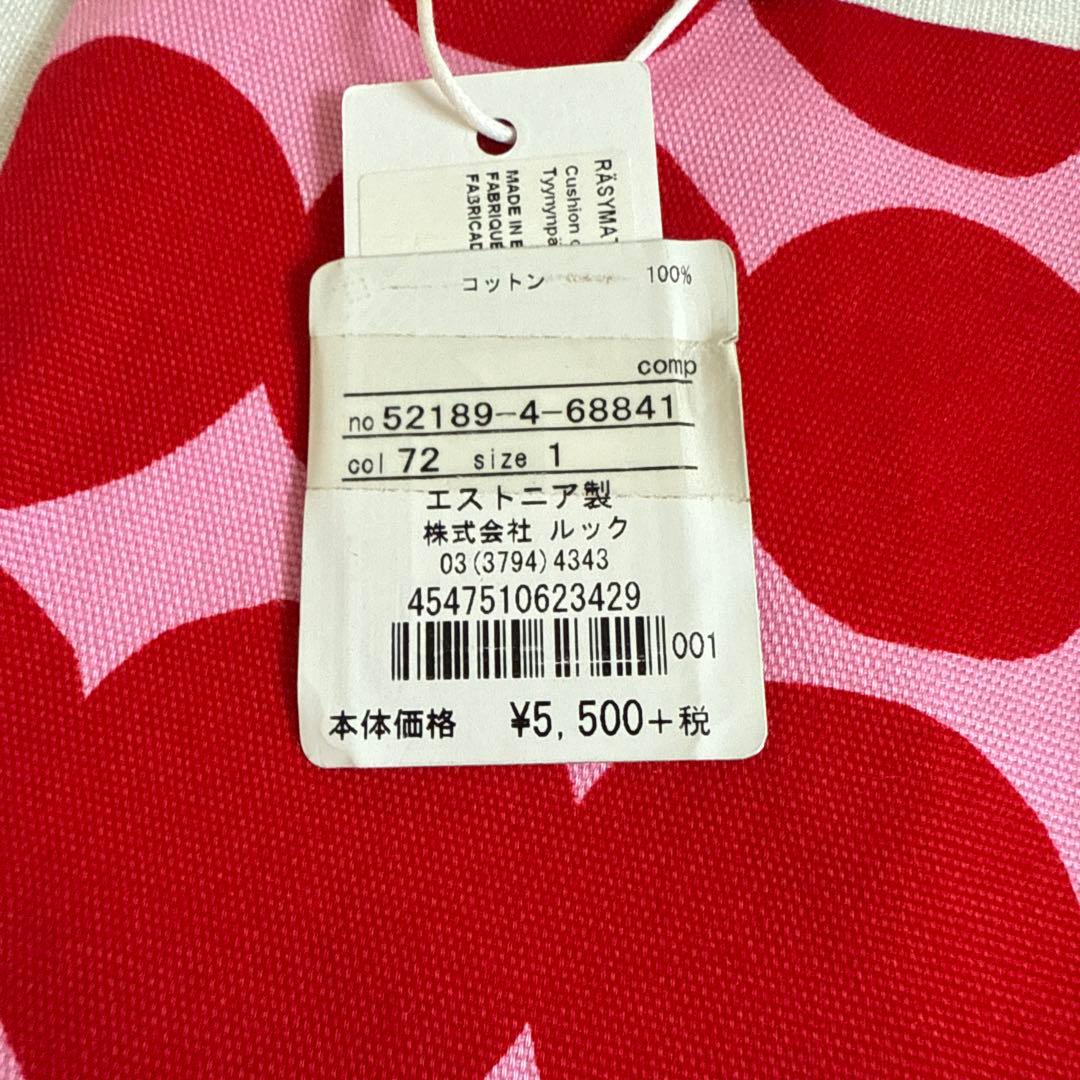 RÄSYMAT
Cushion c
Tyynynpä
MADE IN E
FABRIQUE
FABRICAD
コットン 100%
comp
no 52189-4-68841
col 72 size 1
エストニア製
株式会社 ルック
03(3794)4343
4547510623429
001
本体価格 ¥5,500+税